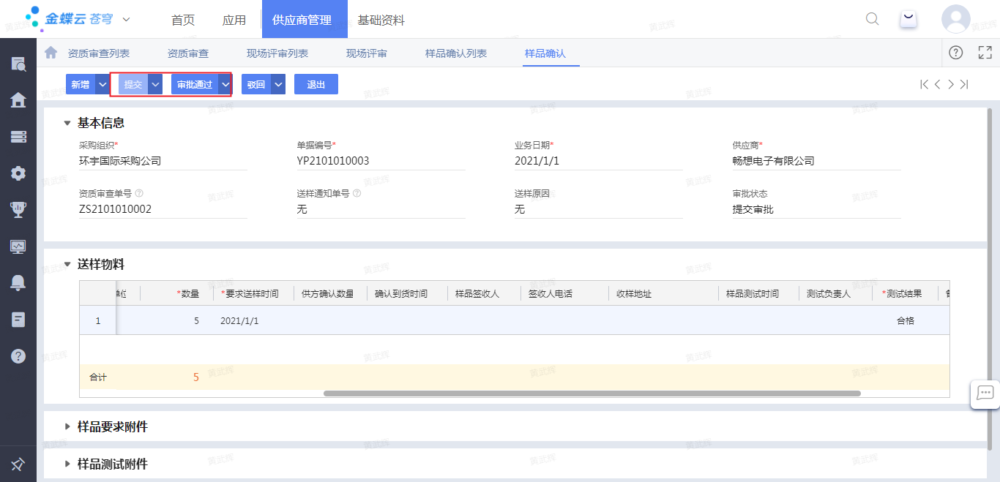 金蝶云 苍穹 首页 应用 供应商管理 基础资料
资质审查列表 资质审查 现场评审列表 现场评审 样品确认列表 样品确认
新增 提交 审批通过 驳回 退出
基本信息
采购组织* 单据编号* 业务日期* 供应商*
环宇国际采购公司 YP2101010003 2021/1/1 畅想电子有限公司
资质审查单号 送样通知单号 送样原因 审批状态
ZS2101010002 无 无 提交审批
送样物料
单位 *数量 *要求送样时间 供方确认数量 确认到货时间 样品签收人 签收人电话 收样地址 样品测试时间 测试负责人 *测试结果
1 5 2021/1/1 合格
合计 5
样品要求附件
样品测试附件
黄武辉